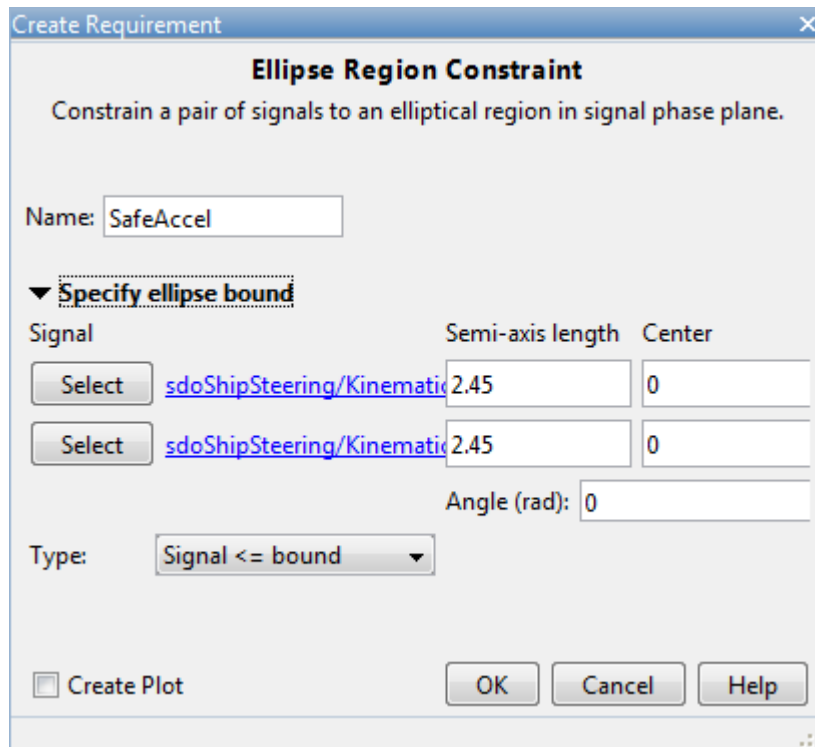 Create Requirement
Ellipse Region Constraint
Constrain a pair of signals to an elliptical region in signal phase plane.
Name: SafeAccel
Specify ellipse bound
Signal Semi-axis length Center
Select sdoShipSteering/Kinematic 2.45 0
Select sdoShipSteering/Kinematic 2.45 0
Angle (rad): 0
Type: Signal <= bound
Create Plot OK Cancel Help